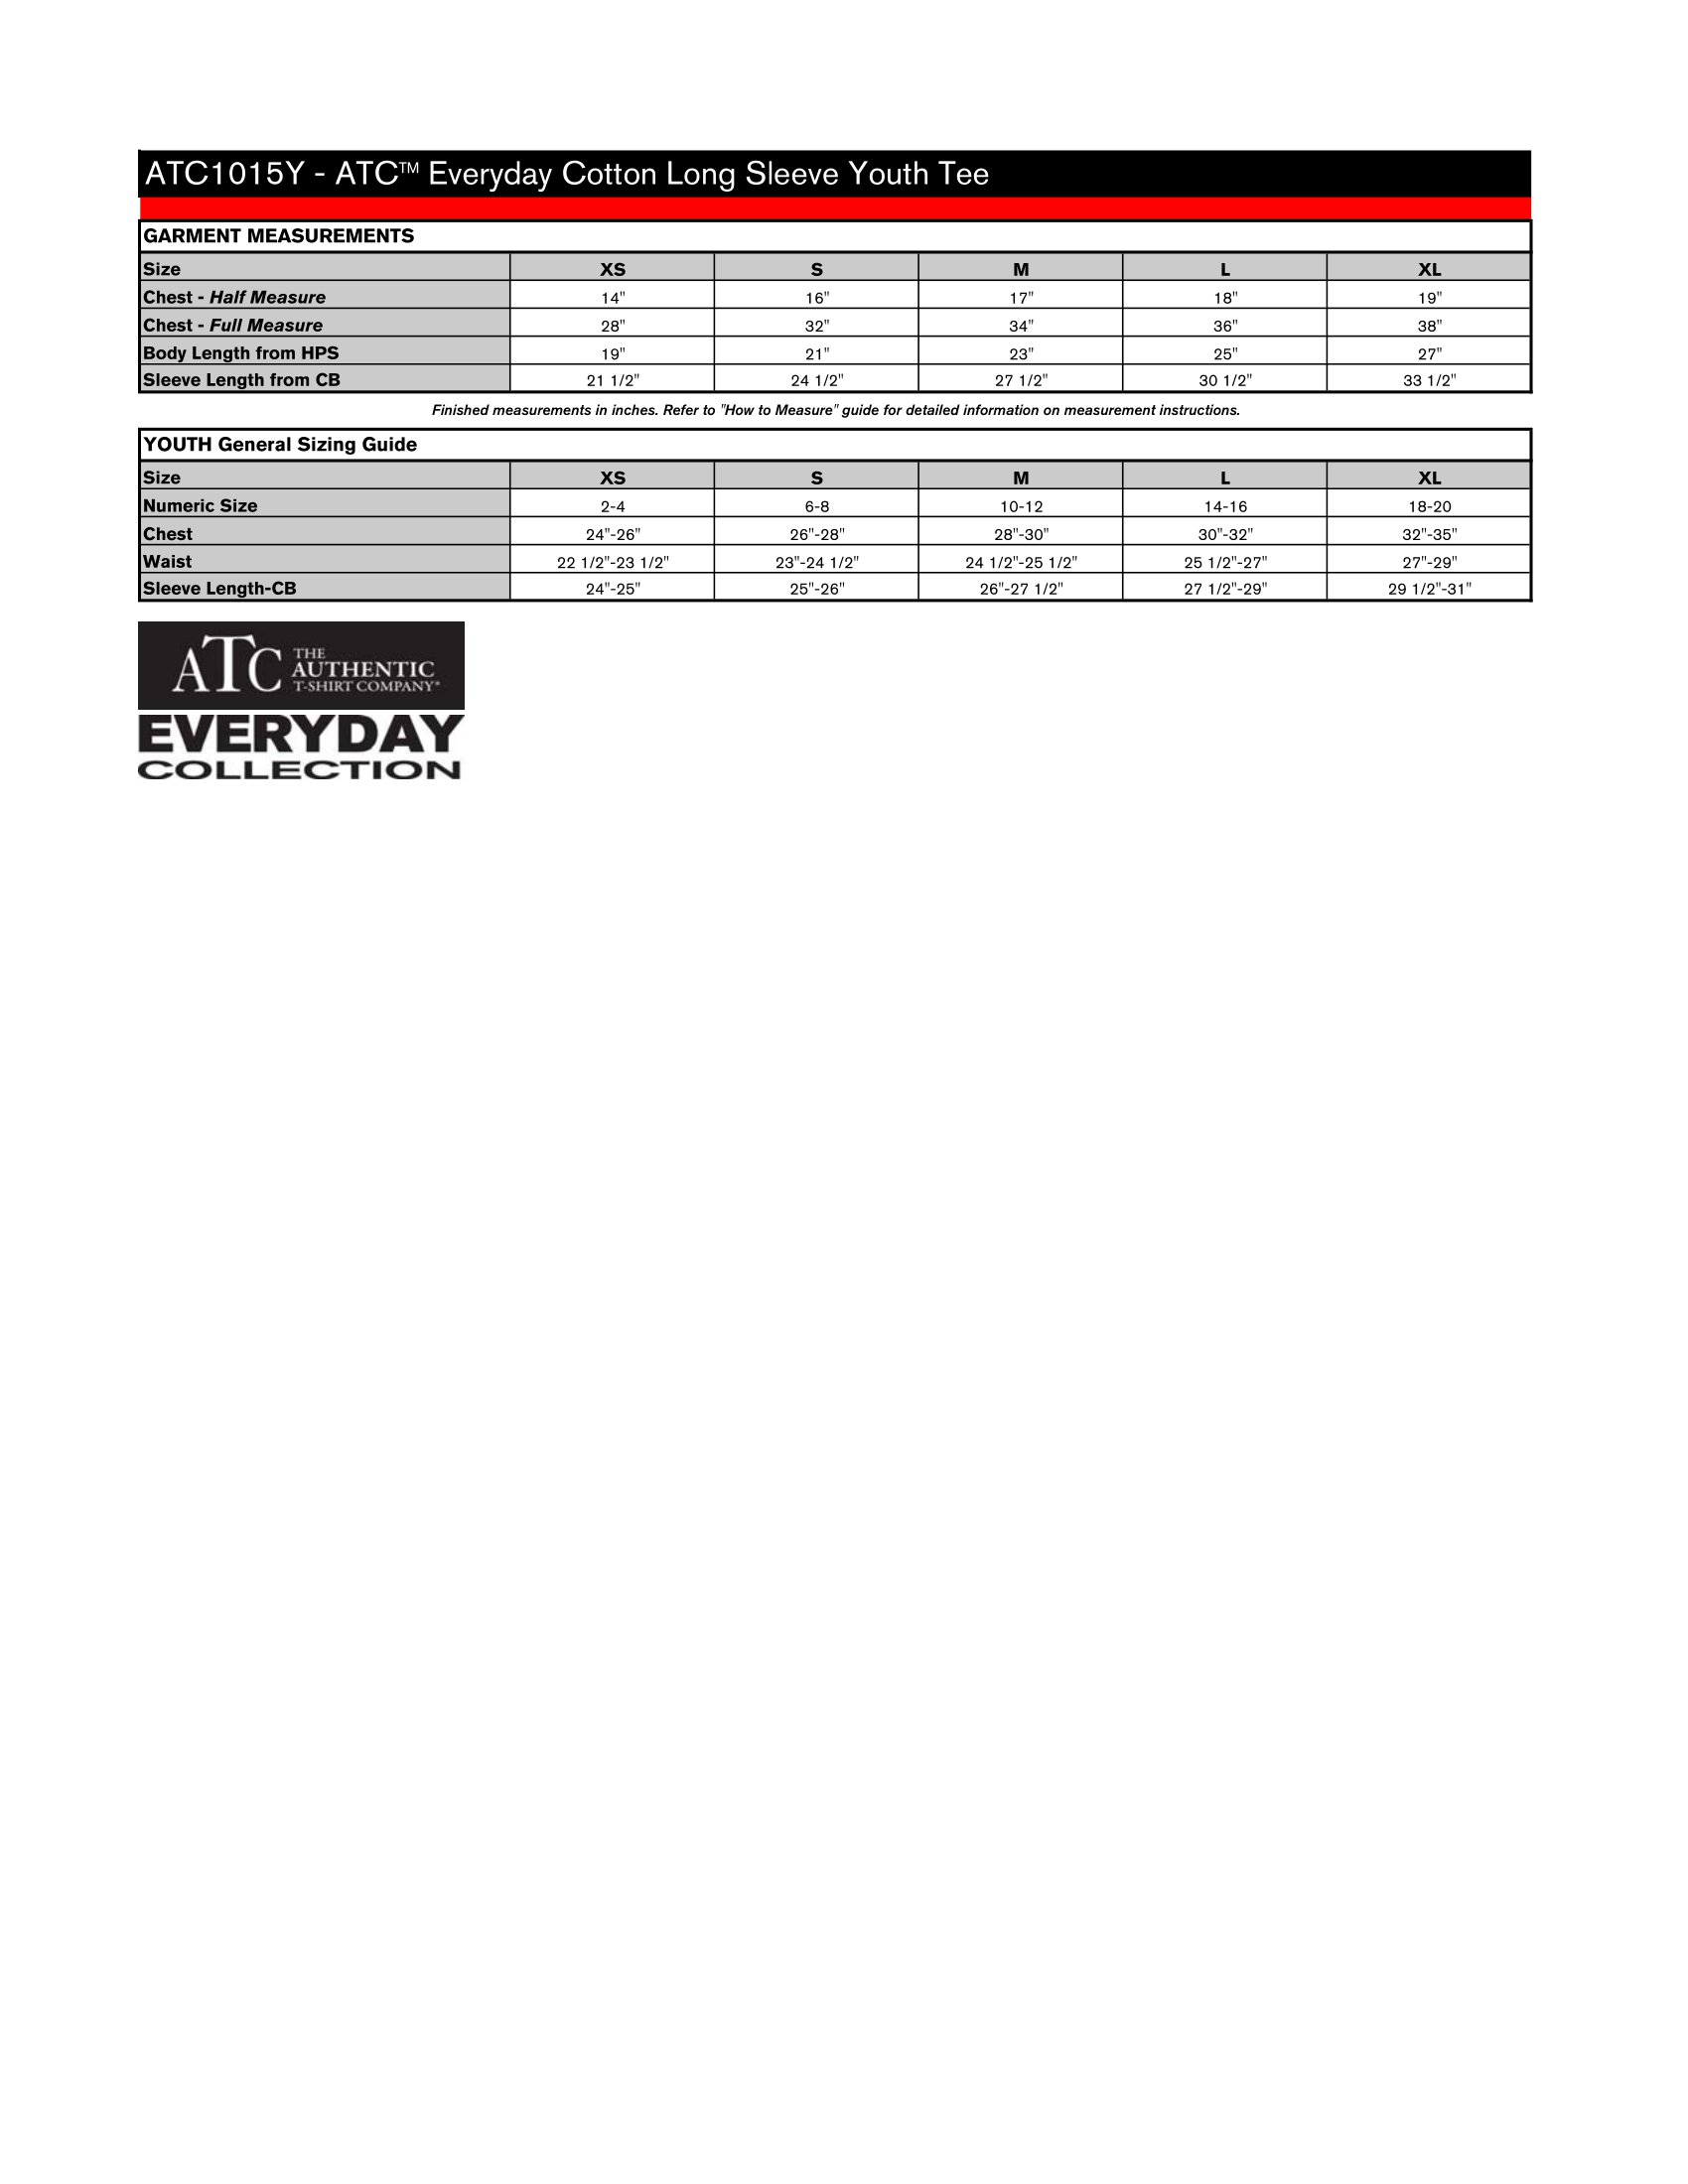 ATC1015Y - ATC™ Everyday Cotton Long Sleeve Youth Tee
GARMENT MEASUREMENTS
Size XS S M L XL
Chest - Half Measure 14" 16" 17" 18" 19"
Chest - Full Measure 28" 32" 34" 36" 38"
Body Length from HPS 19" 21" 23" 25" 27"
Sleeve Length from CB 21 1/2" 24 1/2" 27 1/2" 30 1/2" 33 1/2"
Finished measurements in inches. Refer to "How to Measure" guide for detailed information on measurement instructions.
YOUTH General Sizing Guide
Size XS S M L XL
Numeric Size 2-4 6-8 10-12 14-16 18-20
Chest 24"-26" 26"-28" 28"-30" 30"-32" 32"-35"
Waist 22 1/2"-23 1/2" 23"-24 1/2" 24 1/2"-25 1/2" 25 1/2"-27" 27"-29"
Sleeve Length-CB 24"-25" 25"-26" 26"-27 1/2" 27 1/2"-29" 29 1/2"-31"
ATC THE
AUTHENTIC
T-SHIRT COMPANY®
EVERYDAY
COLLECTION